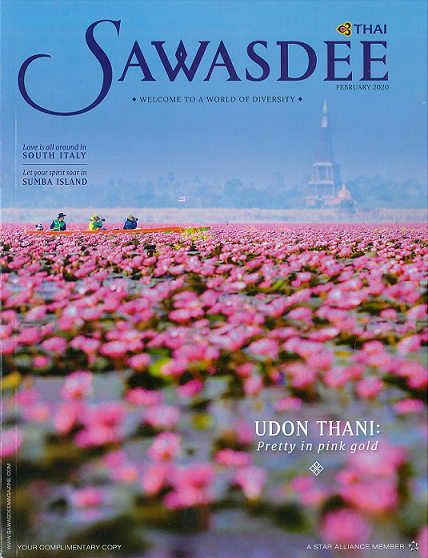 THAI
SAWASDEE
FEBRUARY 2020
WELCOME TO A WORLD OF DIVERSITY
Love is all around in
SOUTH ITALY
Let your spirit soar in
SUMBA ISLAND
UDON THANI:
Pretty in pink gold
WWW.SAWASDEEMAGAZINE.COM
YOUR COMPLIMENTARY COPY
A STAR ALLIANCE MEMBER